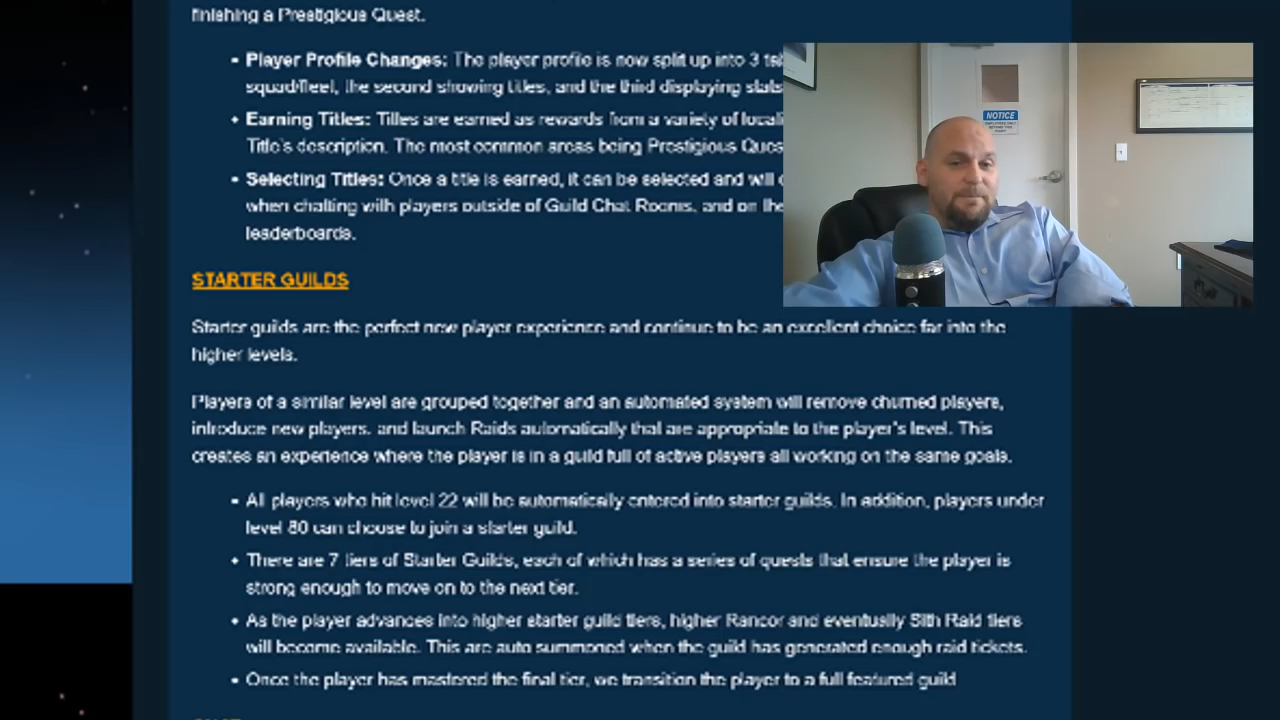 finishing a Prestigious Quest.
• Player Profile Changes: The player profile is now split up into 3
squad/fleet, the second showing titles, and the third displaying stats
• Earning Titles: Titles are earned as rewards from a variety of
Title's description. The most common areas being Prestigious
• Selecting Titles: Once a title is earned, it can be selected and will
when chatting with players outside of Guild Chat Rooms, and on the
leaderboards.
NOTICE
STARTER GUILDS
Starter guilds are the perfect new player experience and continue to be an excellent choice far into the
higher levels.
Players of a similar level are grouped together and an automated system will remove churned players,
introduce new players, and launch Raids automatically that are appropriate to the player's level. This
creates an experience where the player is in a guild full of active players all working on the same goals.
• All players who hit level 22 will be automatically entered into starter guilds. In addition, players under
level 80 can choose to join a starter guild.
• There are 7 tiers of Starter Guilds, each of which has a series of quests that ensure the player is
strong enough to move on to the next tier.
• As the player advances into higher starter guild tiers, higher Rancor and eventually Sith Raid tiers
will become available. This are auto summoned when the guild has generated enough raid tickets.
• Once the player has mastered the final tier, we transition the player to a full featured guild